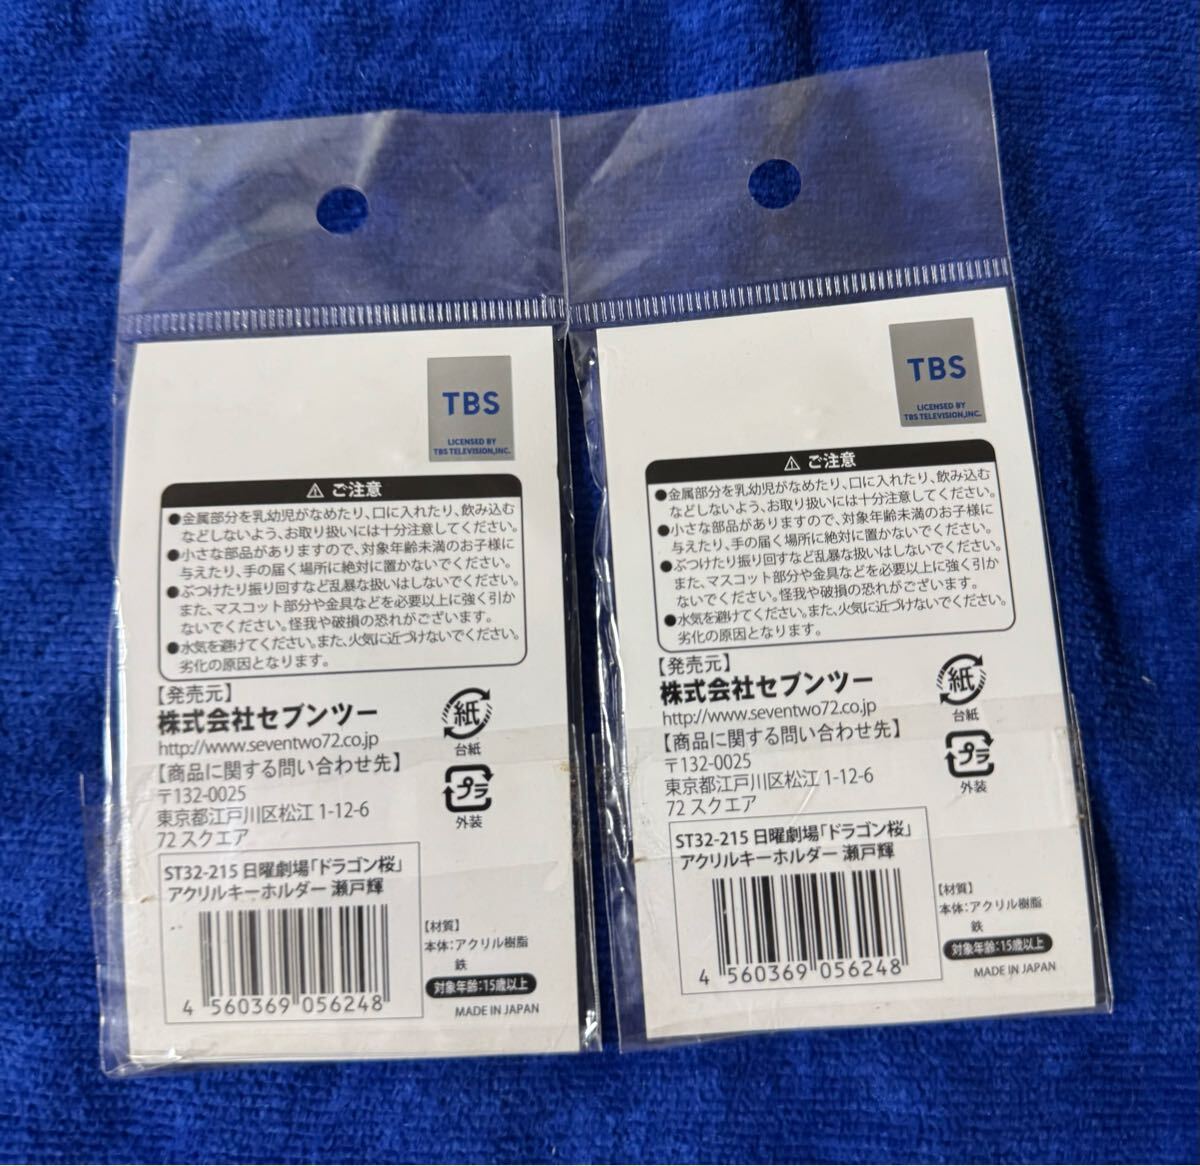 TBS
LICENSED BY
TBS TELEVISION,INC.
⚠ ご注意
●金属部分を乳幼児がなめたり、口に入れたり、飲み込む
などしないよう、お取り扱いには十分注意してください。
●小さな部品がありますので、対象年齢未満のお子様に
与えたり、手の届く場所に絶対に置かないでください。
●ぶつけたり振り回すなど乱暴な扱いはしないでください。
また、マスコット部分や金具などを必要以上に強く引か
ないでください。怪我や破損の恐れがございます。
●水気を避けてください。また、火気に近づけないでください。
劣化の原因となります。
【発売元】
株式会社セブンツー
http://www.seventwo72.co.jp
【商品に関する問い合わせ先】
〒132-0025
東京都江戸川区松江 1-12-6
72 スクエア
紙
台紙
プラ
外装
ST32-215 日曜劇場「ドラゴン桜」
アクリルキーホルダー 瀬戸輝
4 560369 056248
【材質】
本体：アクリル樹脂
鉄
対象年齢：15歳以上
MADE IN JAPAN
TBS
LICENSED BY
TBS TELEVISION,INC.
⚠ ご注意
●金属部分を乳幼児がなめたり、口に入れたり、飲み込む
などしないよう、お取り扱いには十分注意してください。
●小さな部品がありますので、対象年齢未満のお子様に
与えたり、手の届く場所に絶対に置かないでください。
●ぶつけたり振り回すなど乱暴な扱いはしないでください。
また、マスコット部分や金具などを必要以上に強く引か
ないでください。怪我や破損の恐れがございます。
●水気を避けてください。また、火気に近づけないでください。
劣化の原因となります。
【発売元】
株式会社セブンツー
http://www.seventwo72.co.jp
【商品に関する問い合わせ先】
〒132-0025
東京都江戸川区松江 1-12-6
72 スクエア
紙
台紙
プラ
外装
ST32-215 日曜劇場「ドラゴン桜」
アクリルキーホルダー 瀬戸輝
4 560369 056248
【材質】
本体：アクリル樹脂
鉄
対象年齢：15歳以上
MADE IN JAPAN